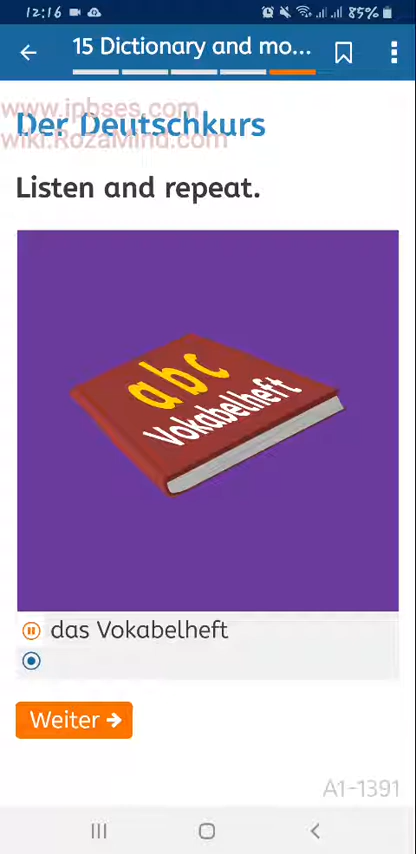 12:16
85%
15 Dictionary and mo...
www.ipbses.com
Der Deutschkurs
wiki.RozaMind.com
Listen and repeat.
abc
Vokabelheft
das Vokabelheft
Weiter
A1-1391